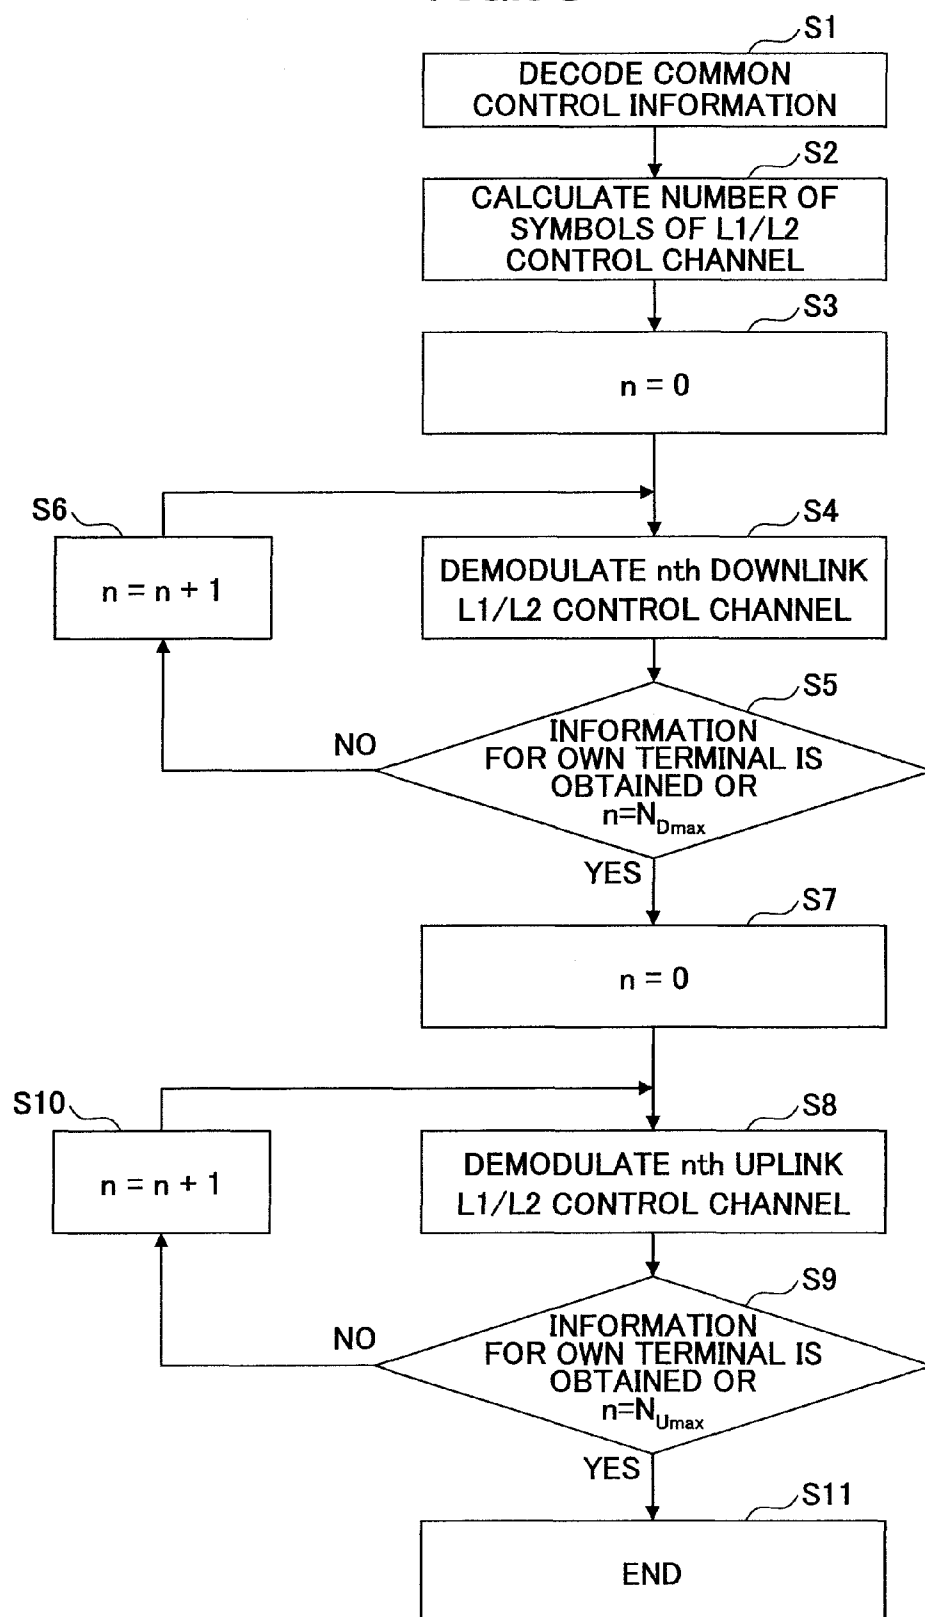 S1
DECODE COMMON
CONTROL INFORMATION
S2
CALCULATE NUMBER OF
SYMBOLS OF L1/L2
CONTROL CHANNEL
S3
n = 0
S6
n = n + 1
S4
DEMODULATE nth DOWNLINK
L1/L2 CONTROL CHANNEL
S5
INFORMATION
FOR OWN TERMINAL IS
OBTAINED OR
n=N_Dmax
NO
YES
S7
n = 0
S10
n = n + 1
S8
DEMODULATE nth UPLINK
L1/L2 CONTROL CHANNEL
S9
INFORMATION
FOR OWN TERMINAL IS
OBTAINED OR
n=N_Umax
NO
YES
S11
END